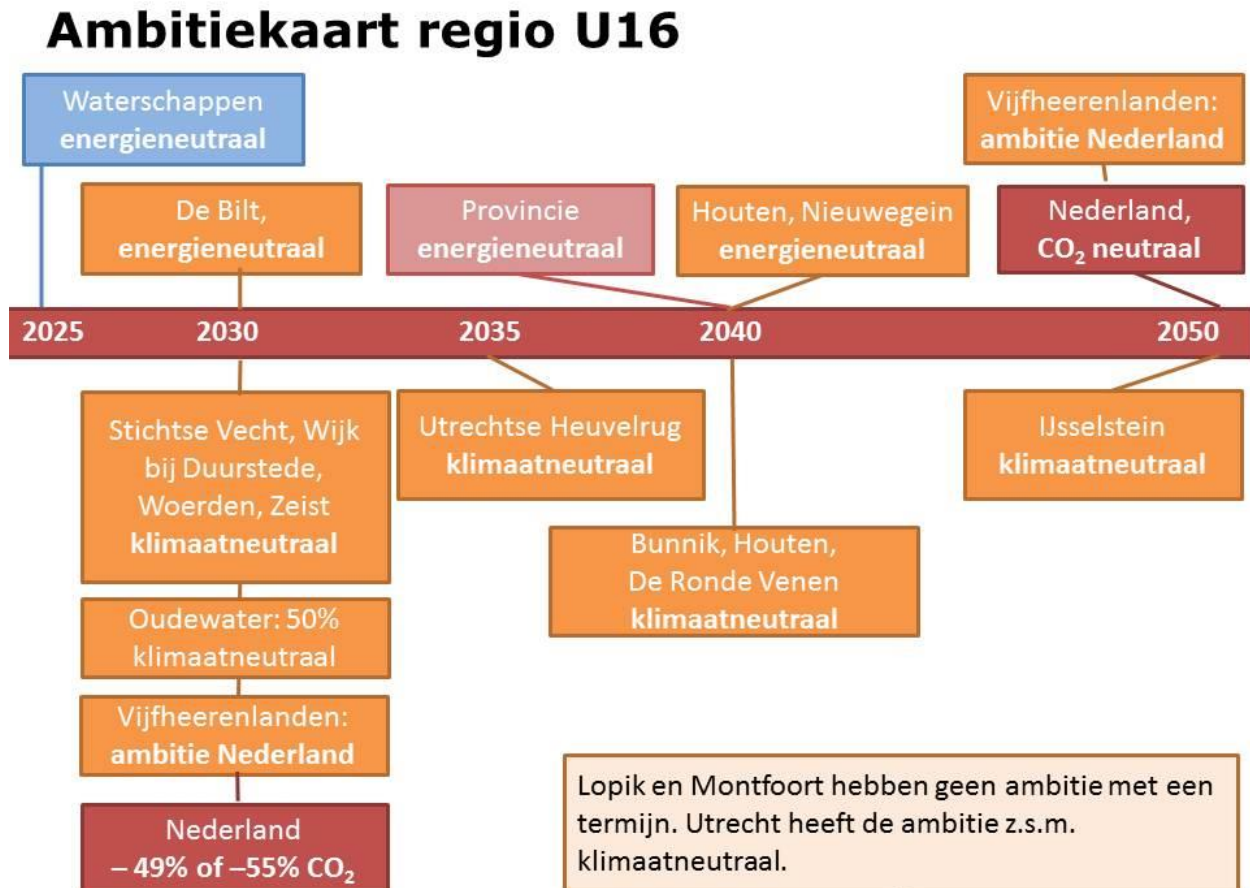 Ambitiekaart regio U16
Waterschappen
energieneutraal
Vijfheerenlanden:
ambitie Nederland
De Bilt,
energieneutraal
Provincie
energieneutraal
Houten, Nieuwegein
energieneutraal
Nederland,
CO₂ neutraal
2025 2030 2035 2040 2050
Stichtse Vecht, Wijk
bij Duurstede,
Woerden, Zeist
klimaatneutraal
Utrechtse Heuvelrug
klimaatneutraal
IJsselstein
klimaatneutraal
Bunnik, Houten,
De Ronde Venen
klimaatneutraal
Oudewater: 50%
klimaatneutraal
Vijfheerenlanden:
ambitie Nederland
Nederland
– 49% of –55% CO₂
Lopik en Montfoort hebben geen ambitie met een
termijn. Utrecht heeft de ambitie z.s.m.
klimaatneutraal.